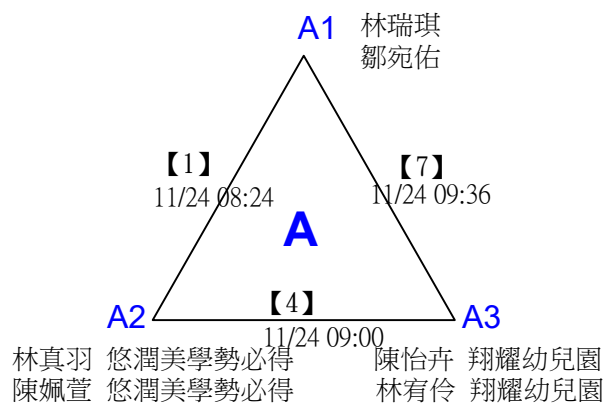 A1 林瑞琪
鄒宛佑
【1】 【7】
11/24 08:24 11/24 09:36
A
【4】
A2 A3
11/24 09:00
林真羽 悠潤美學勢必得 陳怡卉 翔耀幼兒園
陳姵萱 悠潤美學勢必得 林宥伶 翔耀幼兒園